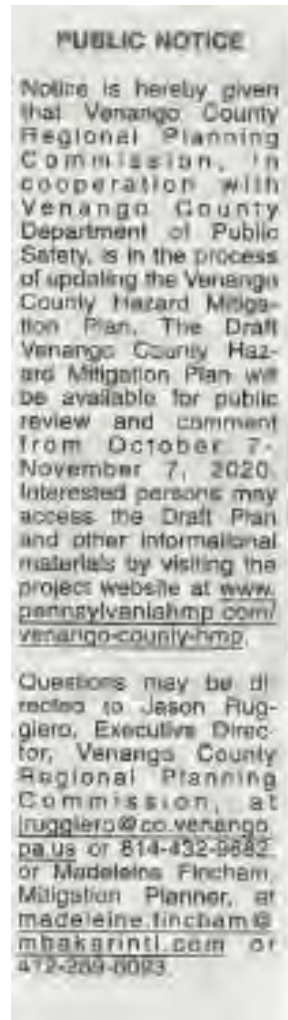 PUBLIC NOTICE
Notice is hereby given
that Venango County
Regional Planning
Commission, in
cooperation with
Venango County
Department of Public
Safety, is in the process
of updating the Venango
County Hazard Mitiga-
tion Plan. The Draft
Venango County Haz-
ard Mitigation Plan will
be available for public
review and comment
from October 7-
November 7, 2020.
Interested persons may
access the Draft Plan
and other informational
materials by visiting the
project website at www.
pennsylvaniahmp.com/
venango-county-hmp.
Questions may be di
rected to Jason Rug-
giero, Executive Direc-
tor, Venango County
Regional Planning
Commission, at
jruggiero@co.venango.
pa.us or 814-432-9682,
or Madeleine Fincham,
Mitigation Planner, at
madeleine.fincham@
mbakerintl.com or